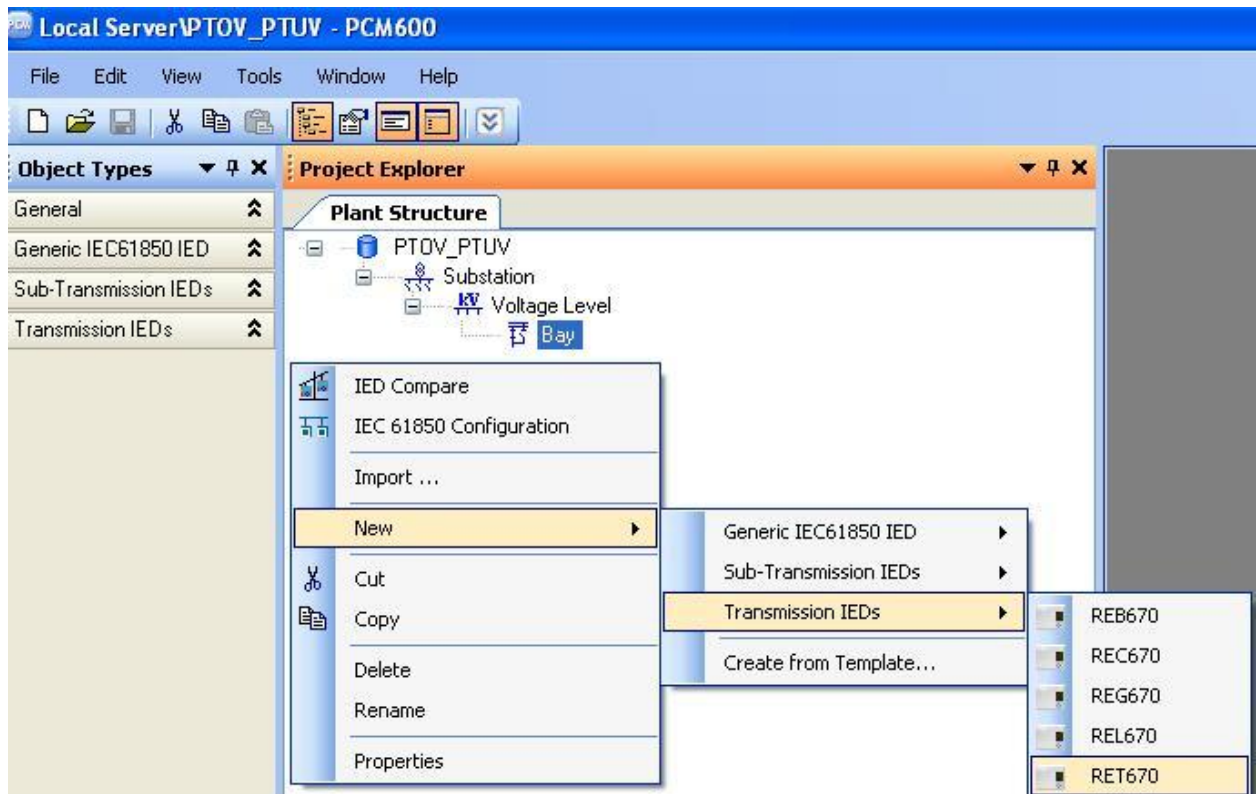 Local Server\PTOV_PTUV - PCM600
File Edit View Tools Window Help
Object Types
General
Generic IEC61850 IED
Sub-Transmission IEDs
Transmission IEDs
Project Explorer
Plant Structure
PTOV_PTUV
Substation
kV Voltage Level
Bay
IED Compare
IEC 61850 Configuration
Import ...
New
Cut
Copy
Delete
Rename
Properties
Generic IEC61850 IED
Sub-Transmission IEDs
Transmission IEDs
Create from Template...
REB670
REC670
REG670
REL670
RET670